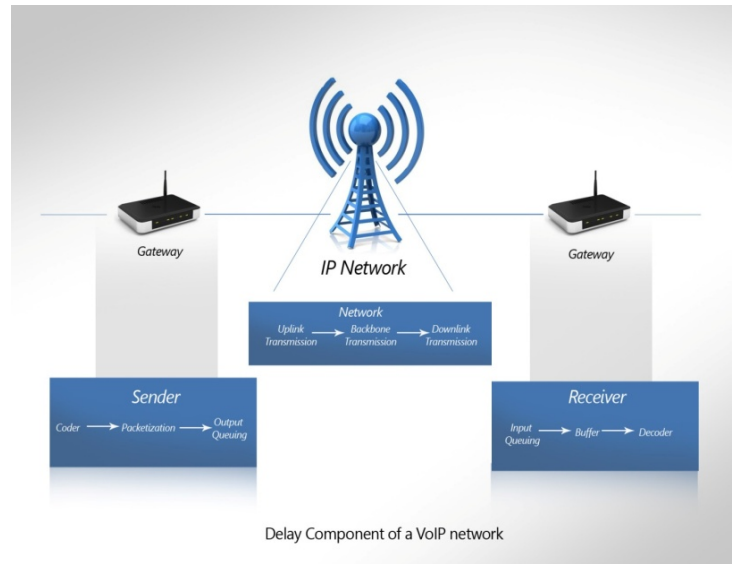 Gateway
IP Network
Gateway
Network
Uplink Transmission
Backbone Transmission
Downlink Transmission
Sender
Coder
Packetization
Output Queuing
Receiver
Input Queuing
Buffer
Decoder
Delay Component of a VoIP network